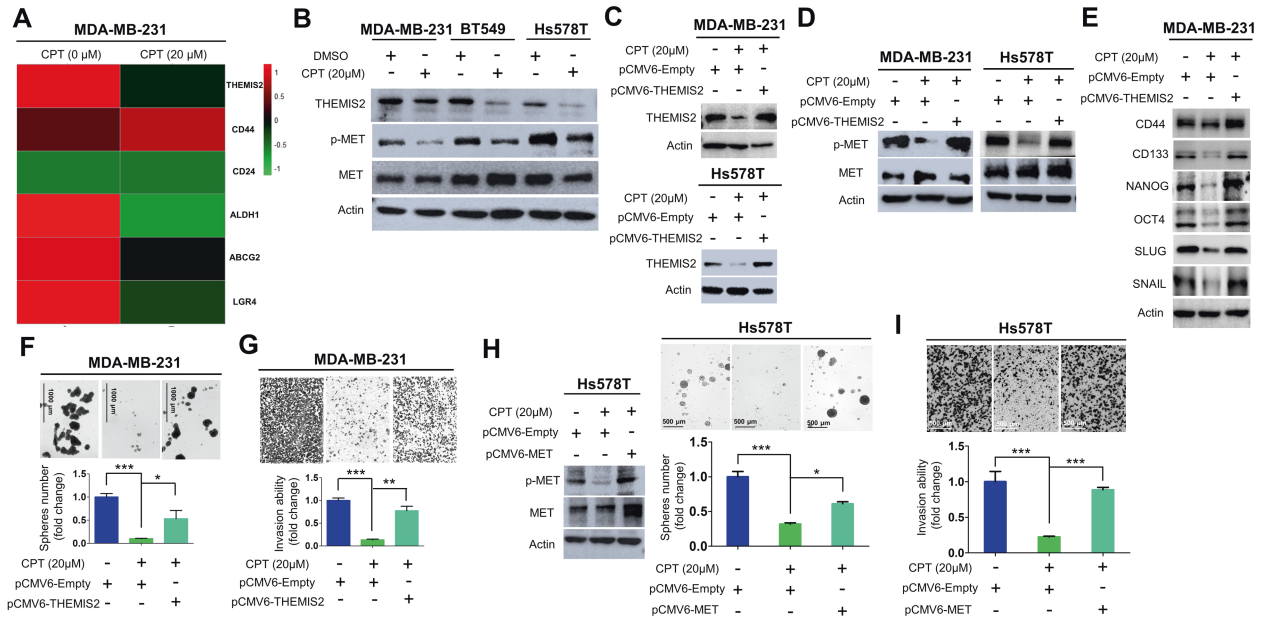 A
MDA-MB-231
CPT (0 µM) CPT (20 µM)
THEMIS2
CD44
CD24
ALDH1
ABCG2
LGR4
1
0.5
0
-0.5
-1
B
MDA-MB-231 BT549 Hs578T
DMSO + - + - + -
CPT (20µM) - + - + - +
THEMIS2
p-MET
MET
Actin
C
MDA-MB-231
CPT (20µM) - + +
pCMV6-Empty + + -
pCMV6-THEMIS2 - - +
THEMIS2
Actin
Hs578T
CPT (20µM) - + +
pCMV6-Empty + + -
pCMV6-THEMIS2 - - +
THEMIS2
Actin
D
MDA-MB-231 Hs578T
CPT (20µM) - + + - + +
pCMV6-Empty + + - + + -
pCMV6-THEMIS2 - - + - - +
p-MET
MET
Actin
E
MDA-MB-231
CPT (20µM) - + +
pCMV6-Empty + + -
pCMV6-THEMIS2 - - +
CD44
CD133
NANOG
OCT4
SLUG
SNAIL
Actin
F
MDA-MB-231
1000 µm 1000 µm 1000 µm
Spheres number
(fold change)
1.5
1.0
0.5
0.0
*** *
CPT (20µM) - + +
pCMV6-Empty + + -
pCMV6-THEMIS2 - - +
G
MDA-MB-231
Invasion ability
(fold change)
1.5
1.0
0.5
0.0
*** **
CPT (20µM) - + +
pCMV6-Empty + + -
pCMV6-THEMIS2 - - +
H
Hs578T
CPT (20µM) - + +
pCMV6-Empty + + -
pCMV6-MET - - +
p-MET
MET
Actin
Hs578T
500 µm 500 µm 500 µm
Spheres number
(fold change)
1.5
1.0
0.5
0.0
*** *
CPT (20µM) - + +
pCMV6-Empty + + -
pCMV6-MET - - +
I
Hs578T
500 µm 500 µm 500 µm
Invasion ability
(fold change)
1.5
1.0
0.5
0.0
*** ***
CPT (20µM) - + +
pCMV6-Empty + + -
pCMV6-MET - - +